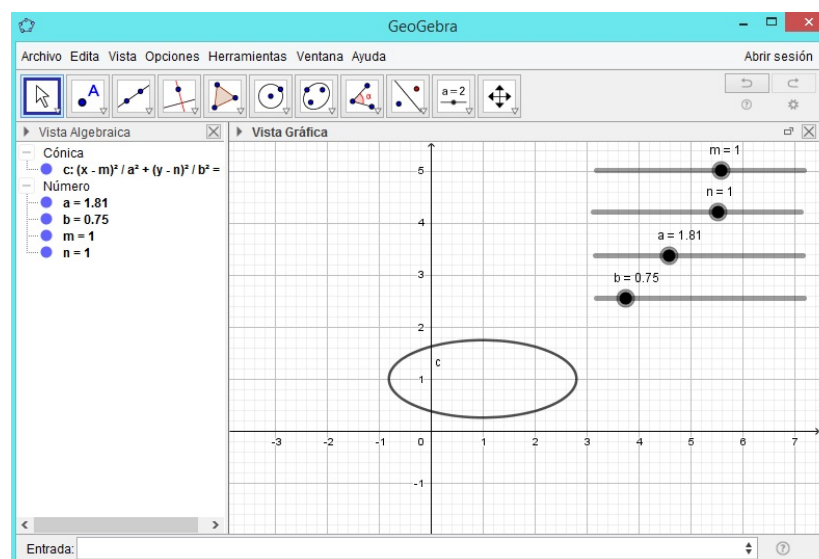 GeoGebra
Archivo Edita Vista Opciones Herramientas Ventana Ayuda
Abrir sesión
A
α
a = 2
Vista Algebraica
Vista Gráfica
Cónica
c: (x - m)² / a² + (y - n)² / b² =
Número
a = 1.81
b = 0.75
m = 1
n = 1
m = 1
n = 1
a = 1.81
b = 0.75
c
5
4
3
2
1
-3 -2 -1 0 1 2 3 4 5 6 7
-1
Entrada: